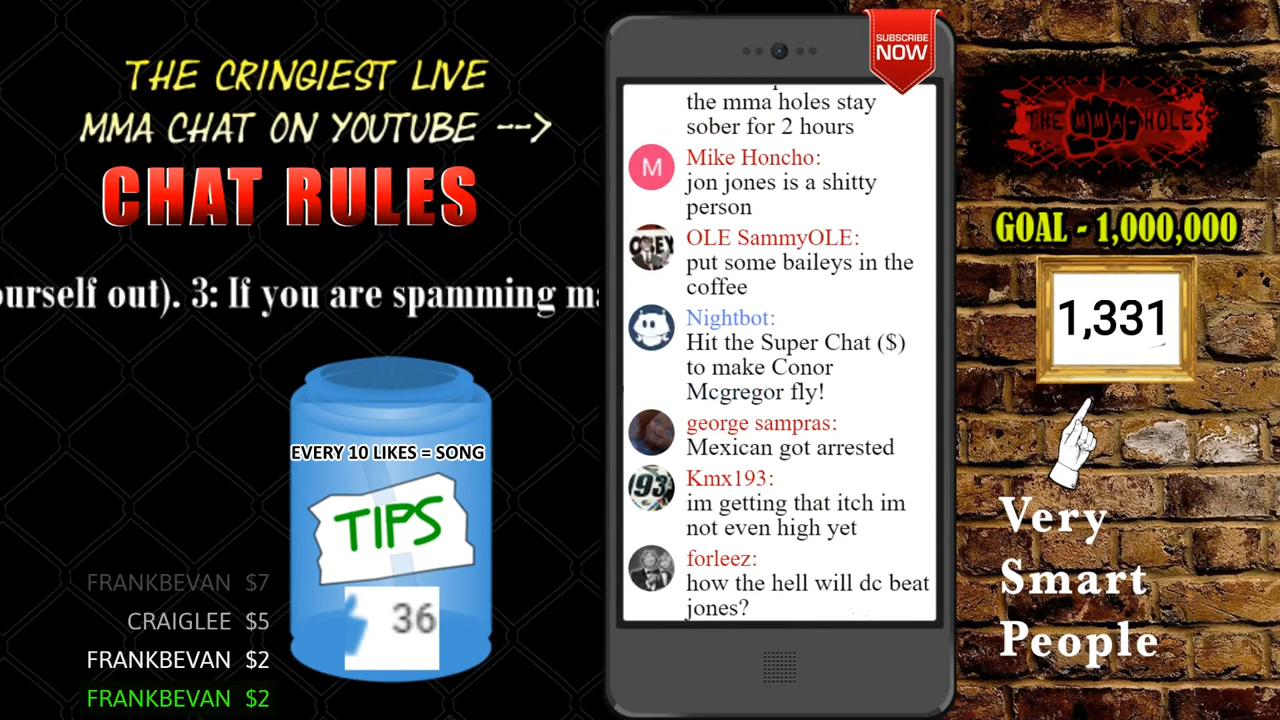 THE CRINGIEST LIVE
MMA CHAT ON YOUTUBE -->
CHAT RULES
ourself out). 3: If you are spamming
EVERY 10 LIKES = SONG
TIPS
36
FRANKBEVAN $7
CRAIGLEE $5
FRANKBEVAN $2
FRANKBEVAN $2
SUBSCRIBE
NOW
the mma holes stay
sober for 2 hours
Mike Honcho:
M
jon jones is a shitty
person
OLE SammyOLE:
OBEY
put some baileys in the
coffee
Nightbot:
Hit the Super Chat ($)
to make Conor
Mcgregor fly!
george sampras:
Mexican got arrested
Kmx193:
193
im getting that itch im
not even high yet
forleez:
how the hell will dc beat
jones?
THE MMA-HOLES
GOAL - 1,000,000
1,331
Very
Smart
People